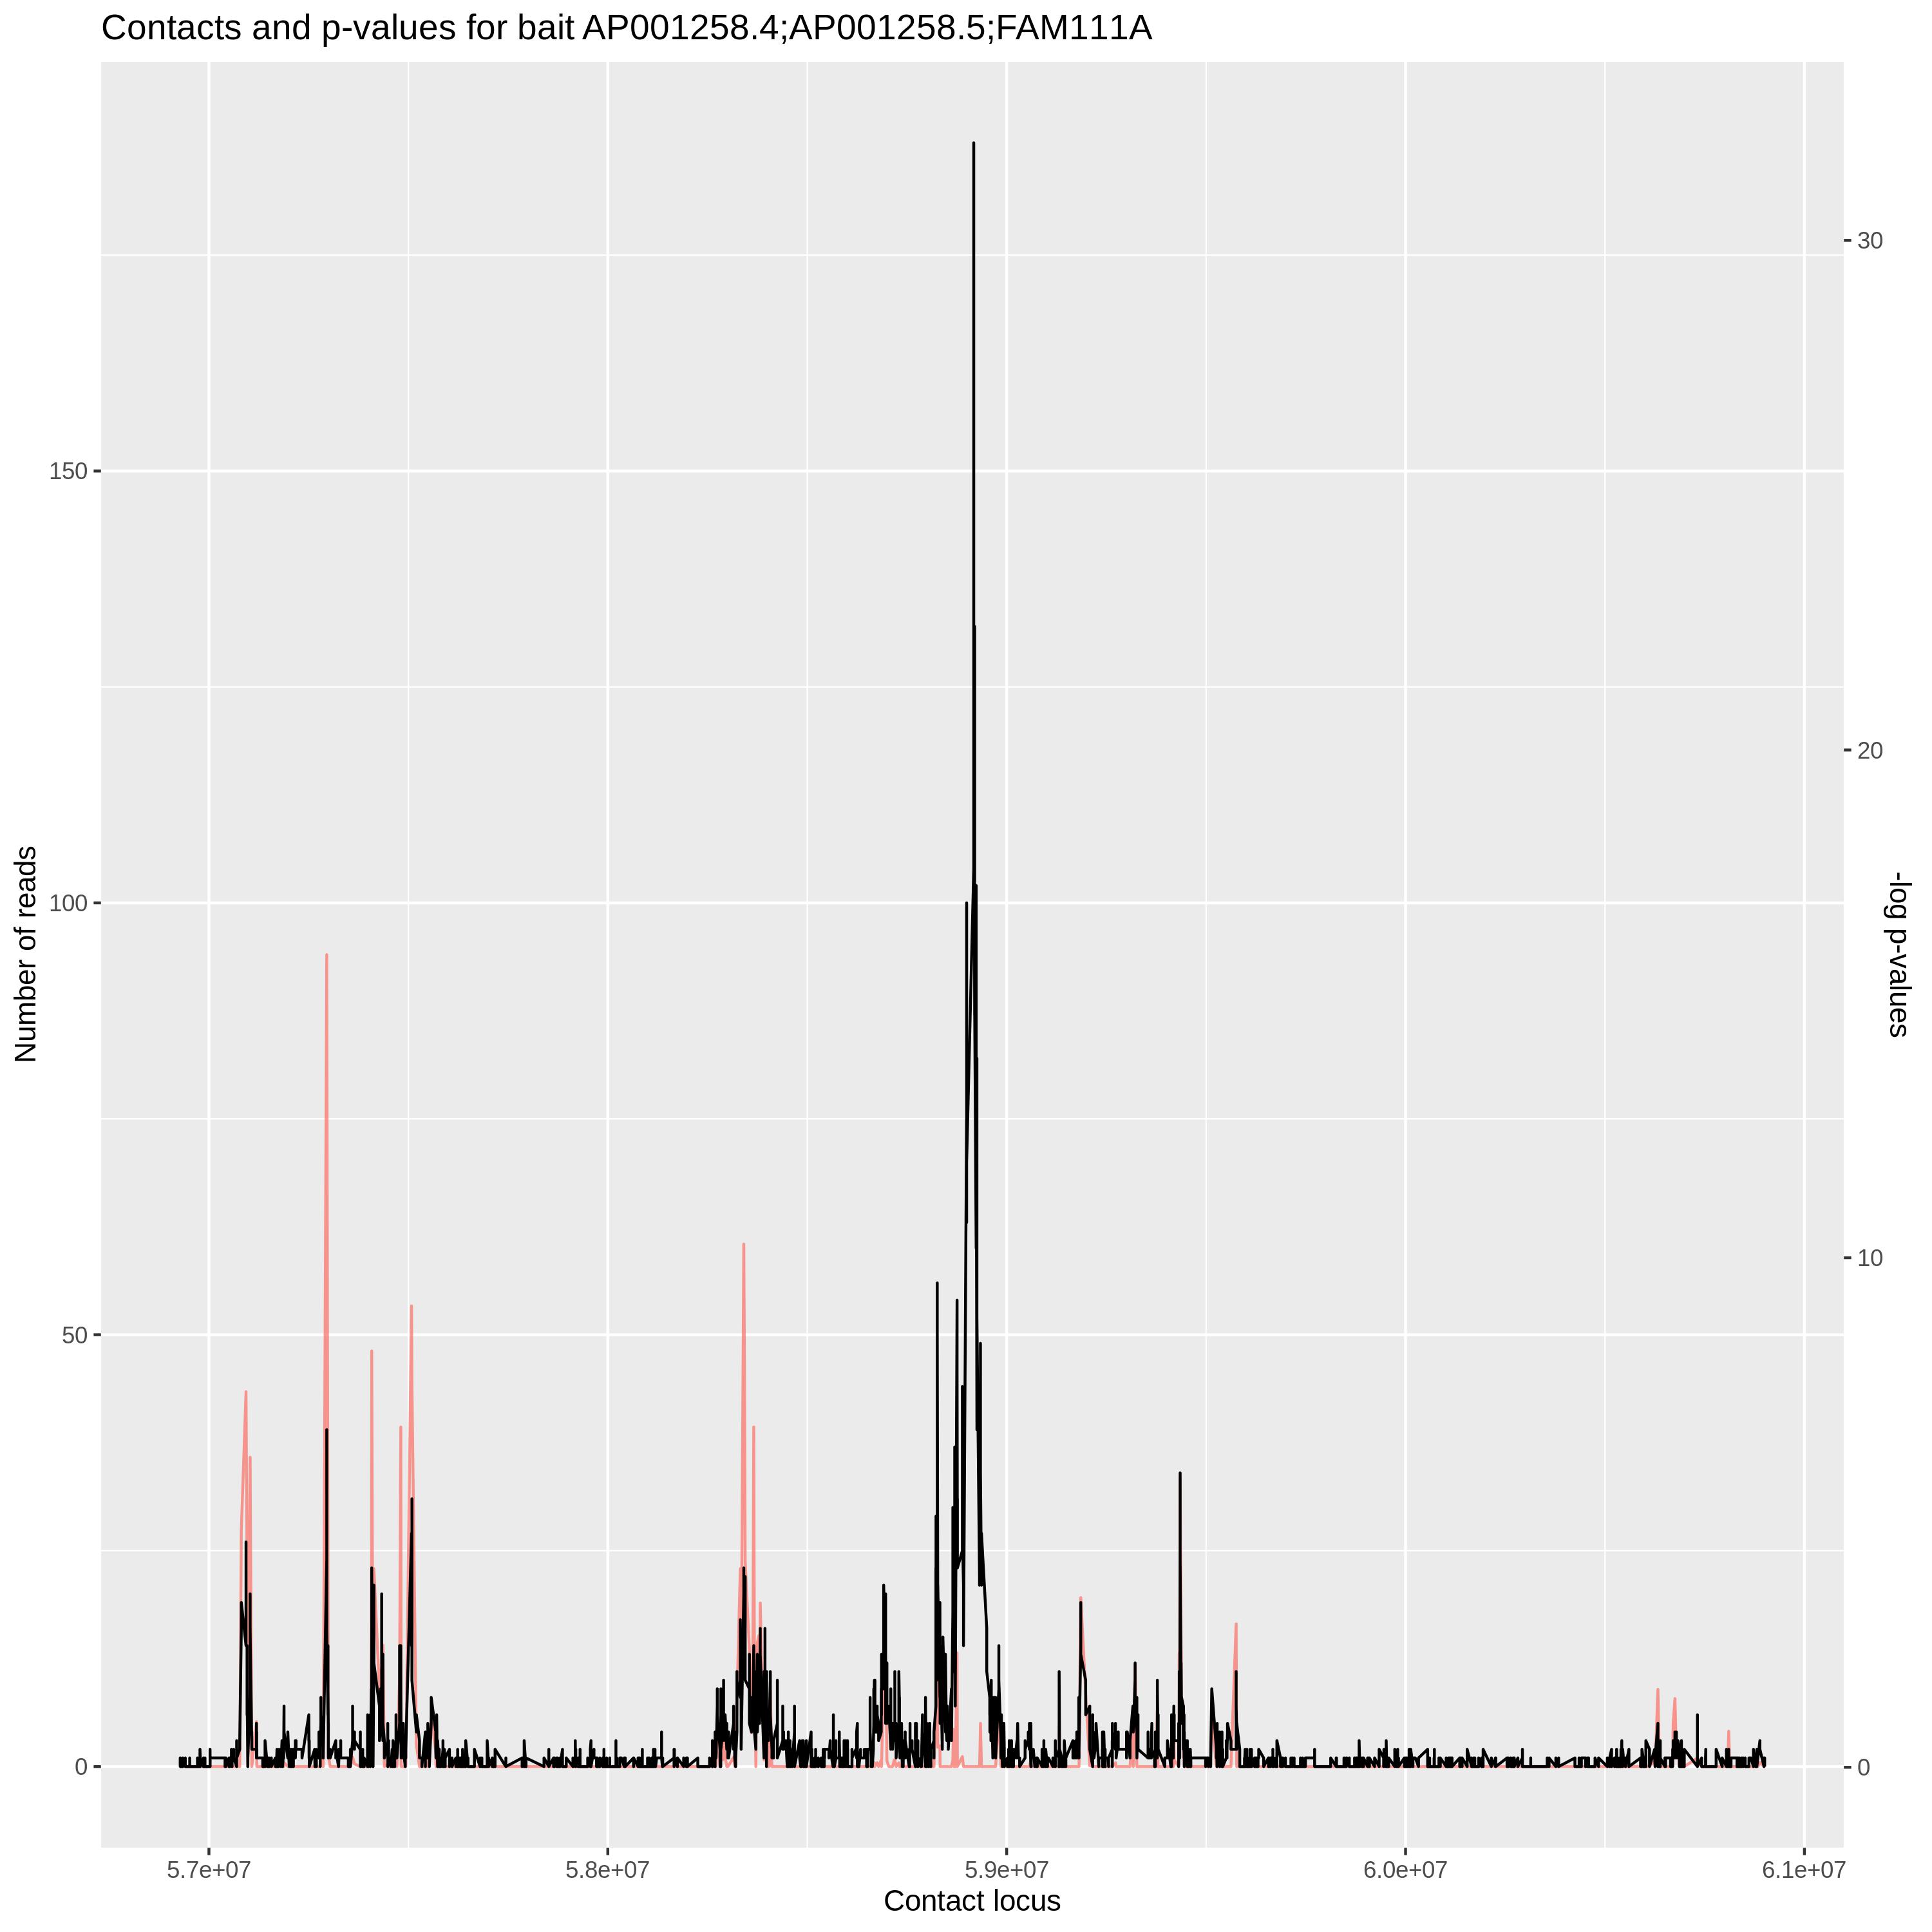 Contacts and p-values for bait AP001258.4;AP001258.5;FAM111A
Number of reads
150
100
50
0
30
20
10
0
-log p-values
5.7e+07 5.8e+07 5.9e+07 6.0e+07 6.1e+07
Contact locus